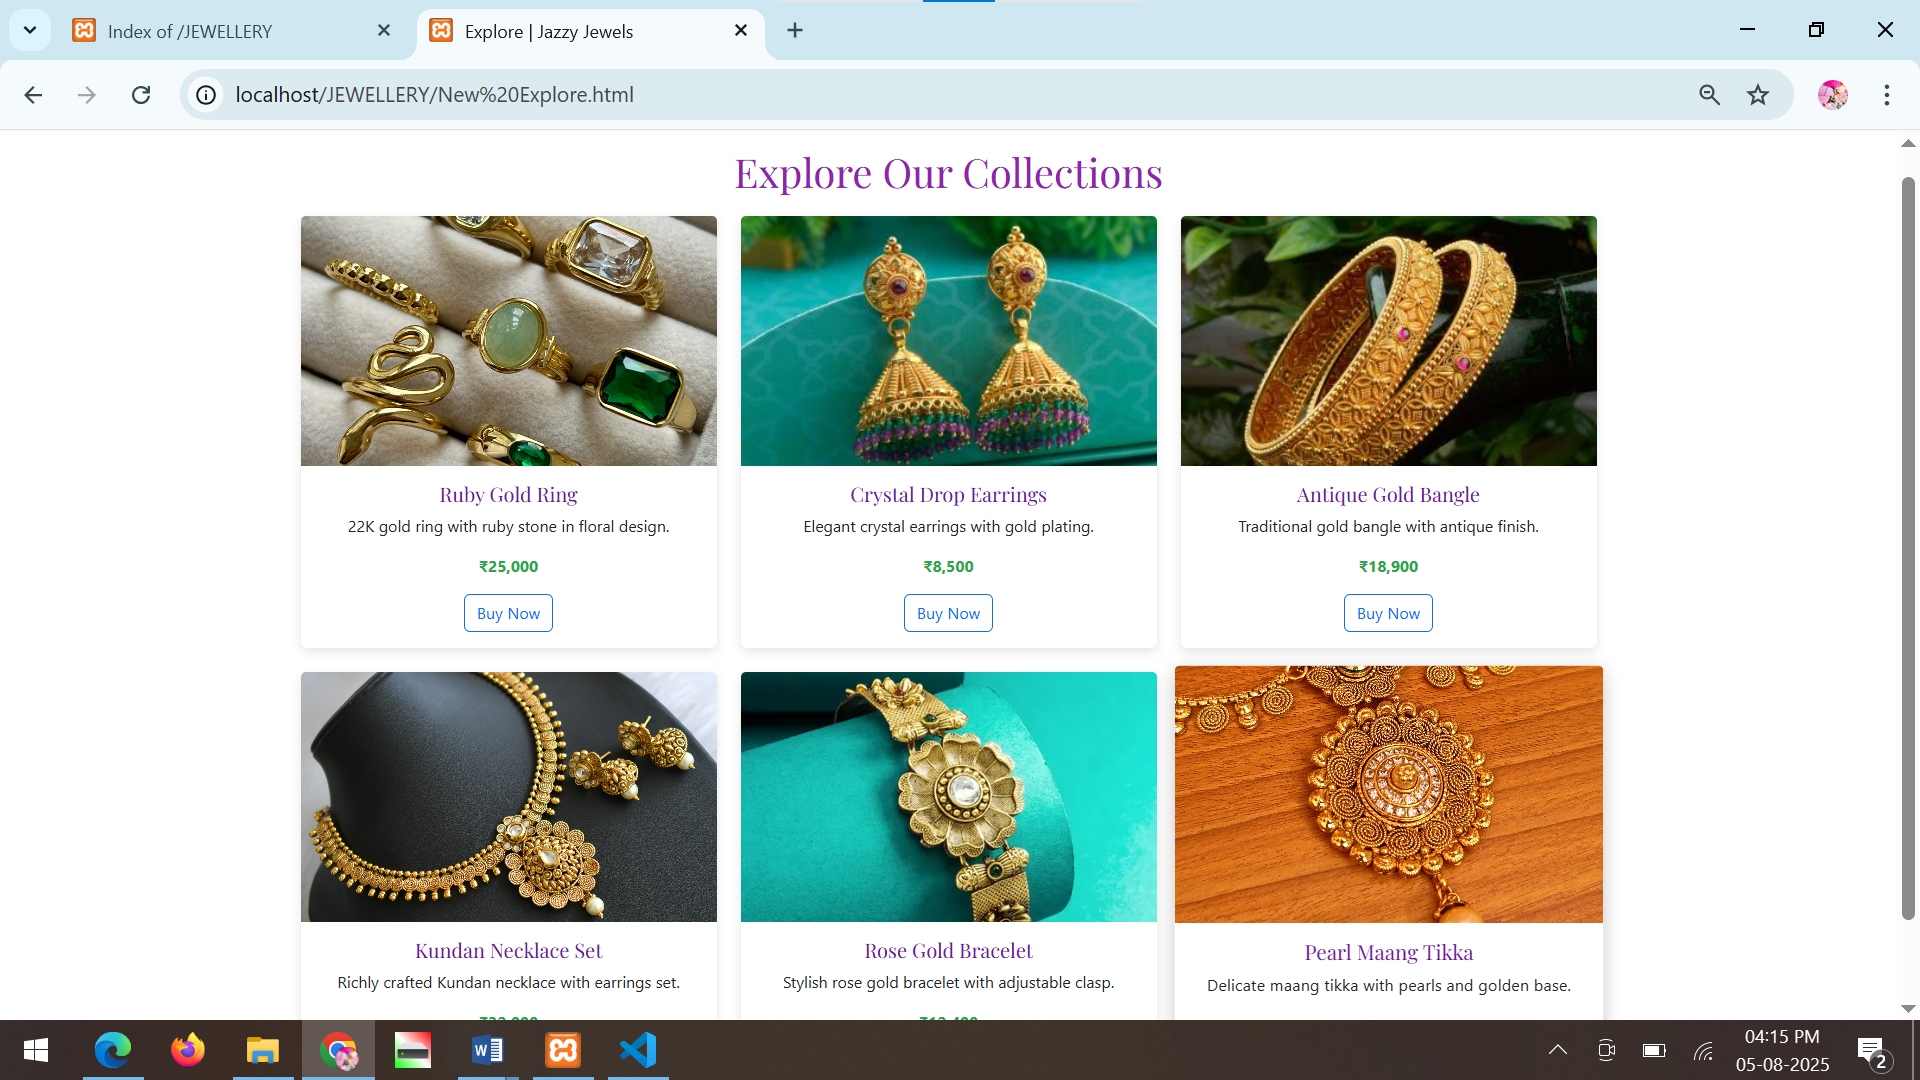 Index of /JEWELLERY
Explore | Jazzy Jewels
localhost/JEWELLERY/New%20Explore.html
Explore Our Collections
Ruby Gold Ring
22K gold ring with ruby stone in floral design.
₹25,000
Buy Now
Crystal Drop Earrings
Elegant crystal earrings with gold plating.
₹8,500
Buy Now
Antique Gold Bangle
Traditional gold bangle with antique finish.
₹18,900
Buy Now
Kundan Necklace Set
Richly crafted Kundan necklace with earrings set.
Rose Gold Bracelet
Stylish rose gold bracelet with adjustable clasp.
Pearl Maang Tikka
Delicate maang tikka with pearls and golden base.
04:15 PM
05-08-2025
2